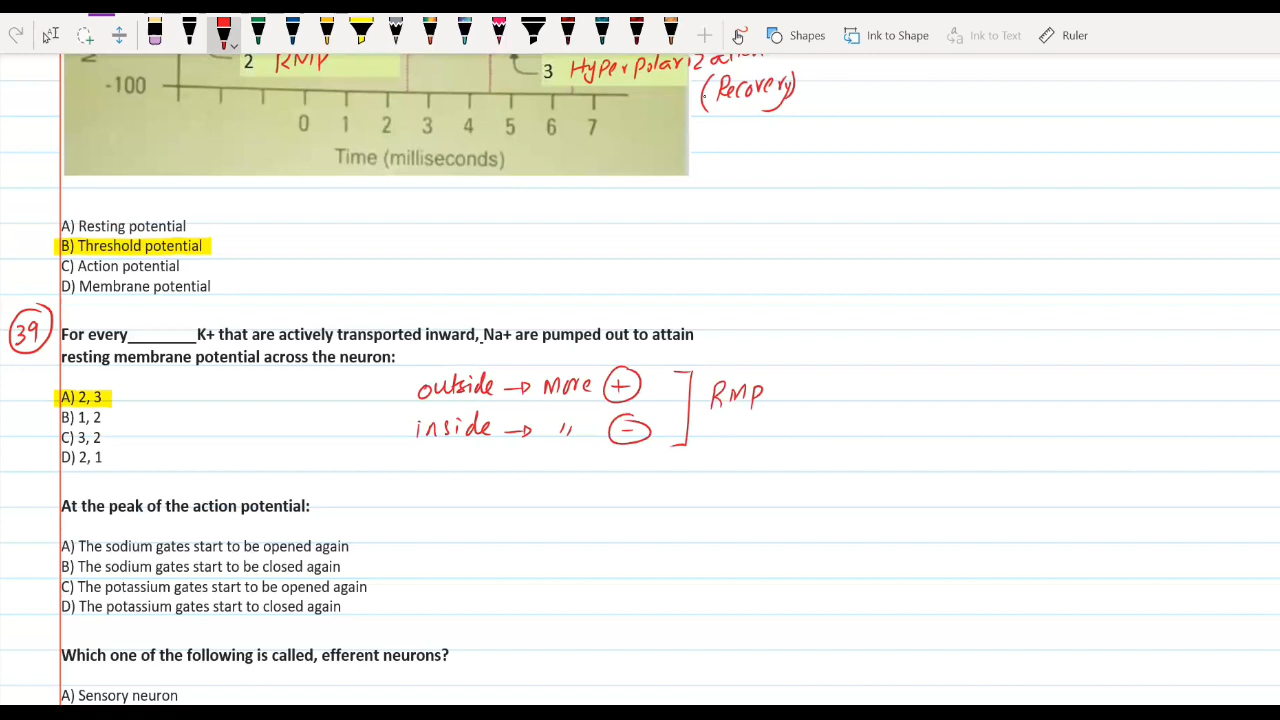 Shapes Ink to Shape Ink to Text Ruler
2 RMP
3 Hyperpolarization
(Recovery)
-100
0 1 2 3 4 5 6 7
Time (milliseconds)
A) Resting potential
B) Threshold potential
C) Action potential
D) Membrane potential
39 For every________K+ that are actively transported inward,_Na+ are pumped out to attain
resting membrane potential across the neuron:
A) 2, 3
B) 1, 2
C) 3, 2
D) 2, 1
outside → more +
inside → " −
RMP
At the peak of the action potential:
A) The sodium gates start to be opened again
B) The sodium gates start to be closed again
C) The potassium gates start to be opened again
D) The potassium gates start to closed again
Which one of the following is called, efferent neurons?
A) Sensory neuron